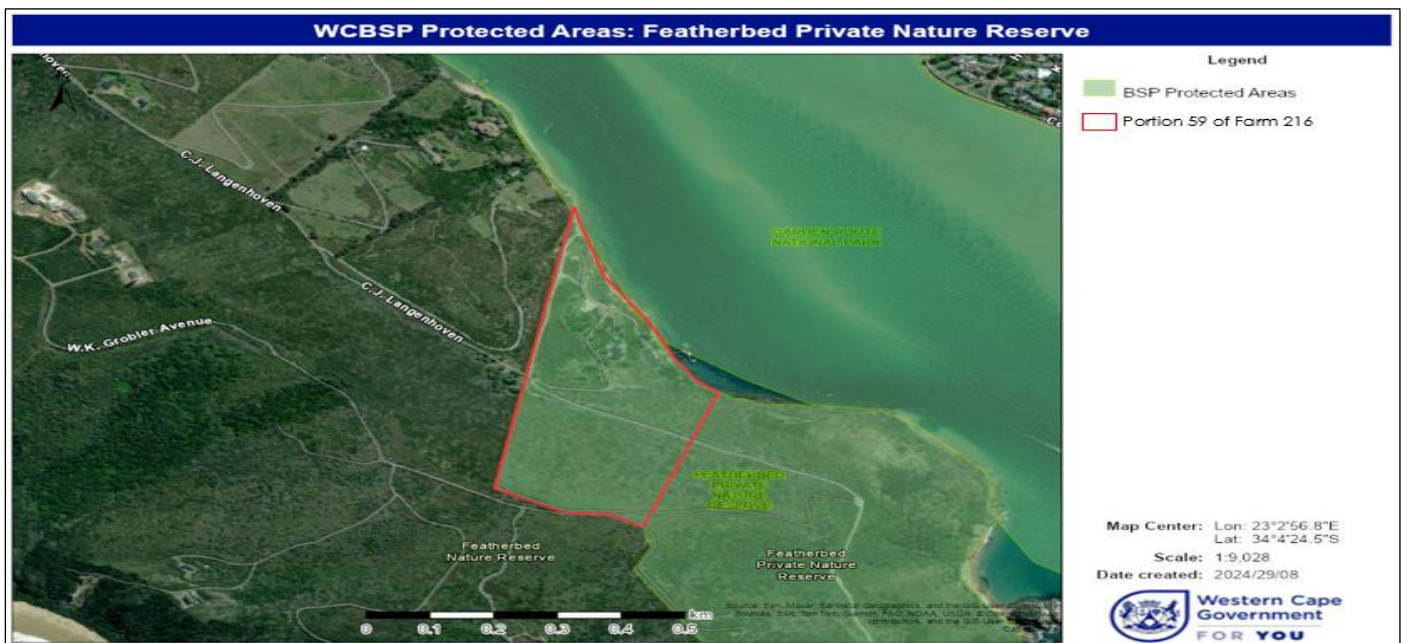 WCBSP Protected Areas: Featherbed Private Nature Reserve
Legend
BSP Protected Areas
Portion 59 of Farm 216
C.J. Langenhoven
C.J. Langenhoven
W.K. Grobler Avenue
GARDEN ROUTE
NATIONAL PARK
FEATHERBED
PRIVATE
NATURE
RESERVE
Featherbed
Nature Reserve
Featherbed
Private Nature
Reserve
km
0 0.1 0.2 0.3 0.4 0.5
Map Center: Lon: 23°2'56.8"E
Lat: 34°4'24.5"S
Scale: 1:9,028
Date created: 2024/29/08
Western Cape
Government
FOR YOU